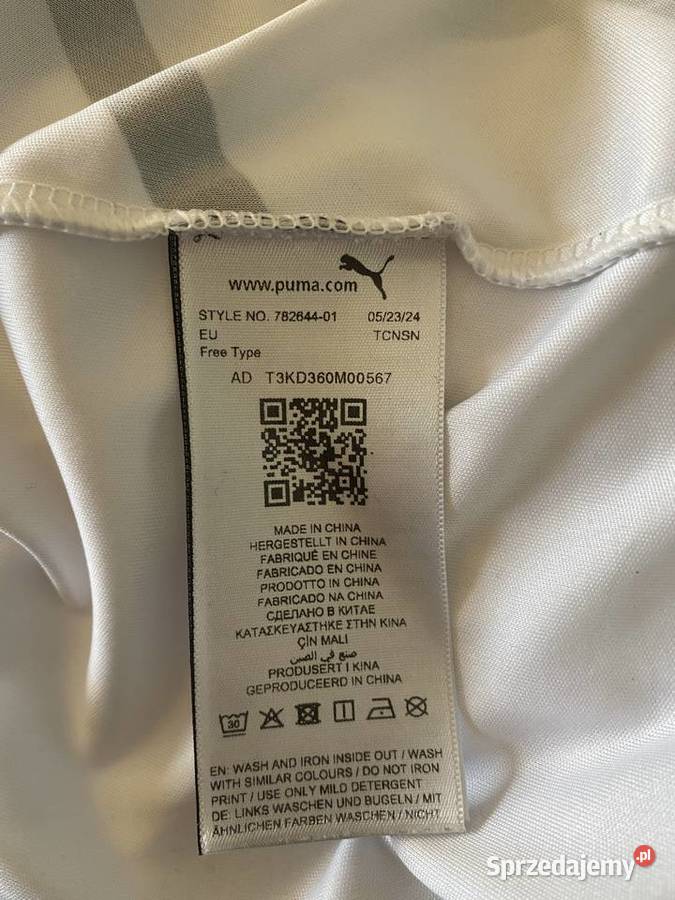 www.puma.com
STYLE NO. 782644-01 05/23/24
EU TCNSN
Free Type
AD T3KD360M00567
MADE IN CHINA
HERGESTELLT IN CHINA
FABRIQUÉ EN CHINE
FABRICADO EN CHINA
PRODOTTO IN CHINA
FABRICADO NA CHINA
СДЕЛАНО В КИТАЕ
ΚΑΤΑΣΚΕΥΑΣΤΗΚΕ ΣΤΗΝ ΚΙΝΑ
ÇİN MALI
صنع في الصين
PRODUSERT I KINA
GEPRODUCEERD IN CHINA
30
EN: WASH AND IRON INSIDE OUT / WASH
WITH SIMILAR COLOURS / DO NOT IRON
PRINT / USE ONLY MILD DETERGENT
DE: LINKS WASCHEN UND BÜGELN / MIT
ÄHNLICHEN FARBEN WASCHEN / NICHT
Sprzedajemy.pl